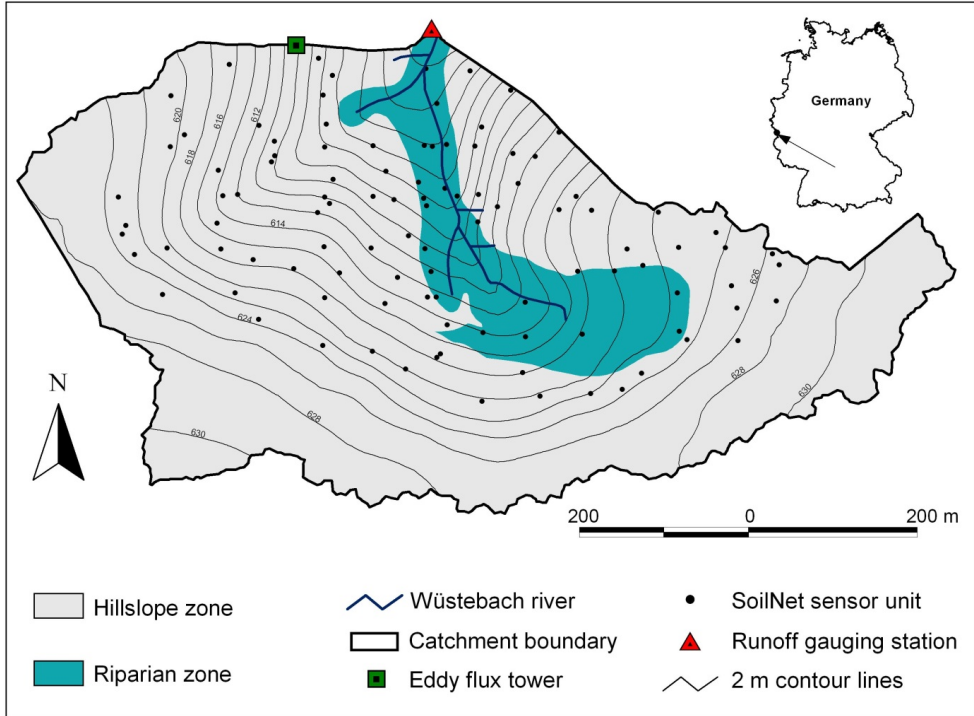 Germany
620
616
612
618
614
624
626
628
628
630
630
N
200 0 200 m
Hillslope zone
Riparian zone
Wüstebach river
Catchment boundary
Eddy flux tower
SoilNet sensor unit
Runoff gauging station
2 m contour lines